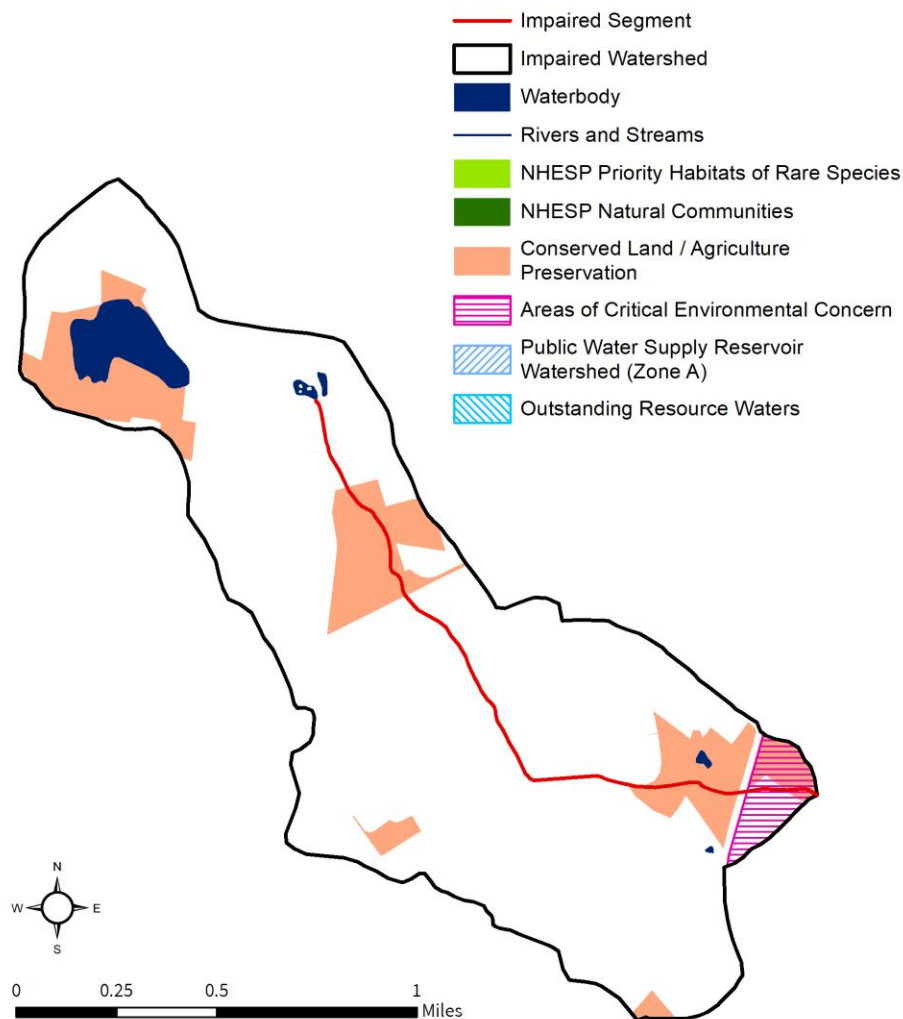 Impaired Segment
Impaired Watershed
Waterbody
Rivers and Streams
NHESP Priority Habitats of Rare Species
NHESP Natural Communities
Conserved Land / Agriculture
Preservation
Areas of Critical Environmental Concern
Public Water Supply Reservoir
Watershed (Zone A)
Outstanding Resource Waters
N
W E
S
0 0.25 0.5 1
Miles